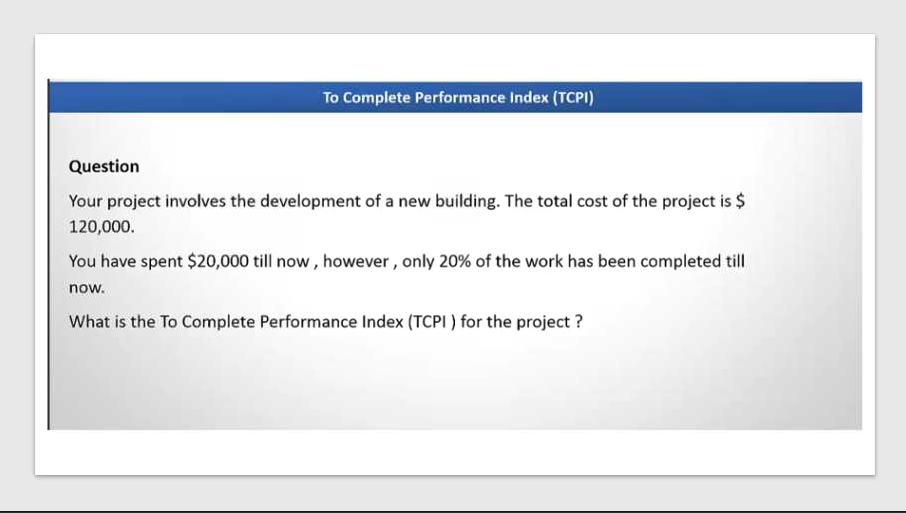 To Complete Performance Index (TCPI)
Question
Your project involves the development of a new building. The total cost of the project is $
120,000.
You have spent $20,000 till now , however , only 20% of the work has been completed till
now.
What is the To Complete Performance Index (TCPI ) for the project ?